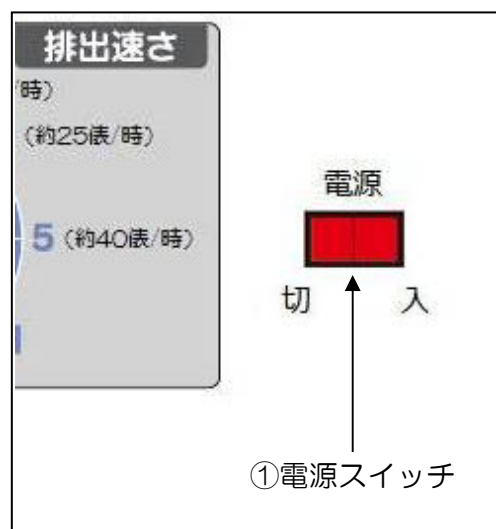 排出速さ
/時)
(約25俵/時)
5 (約40俵/時)
電源
切 入
①電源スイッチ